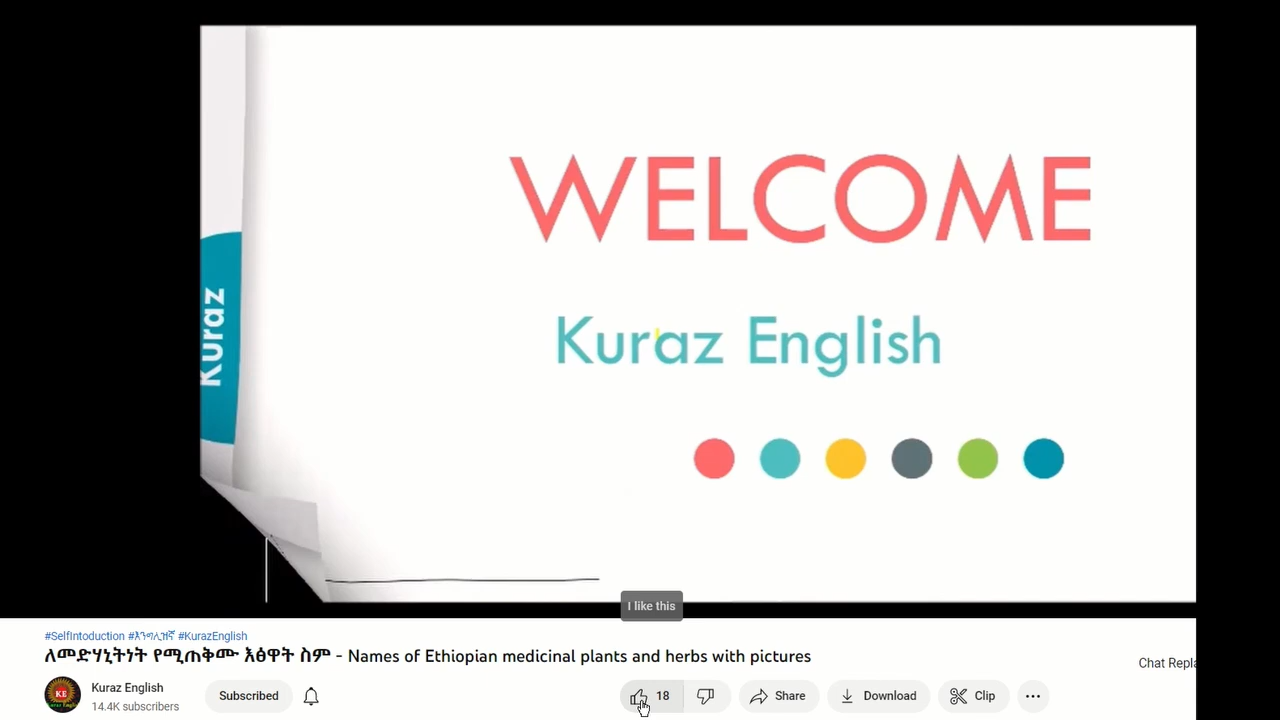 WELCOME
Kuraz
Kuraz English
I like this
#SelfIntoduction #እንግሊዝኛ #KurazEnglish
ለመድሃኒትነት የሚጠቅሙ እፅዋት ስም - Names of Ethiopian medicinal plants and herbs with pictures
Chat Repla
Kuraz English
14.4K subscribers
Subscribed
18
Share
Download
Clip